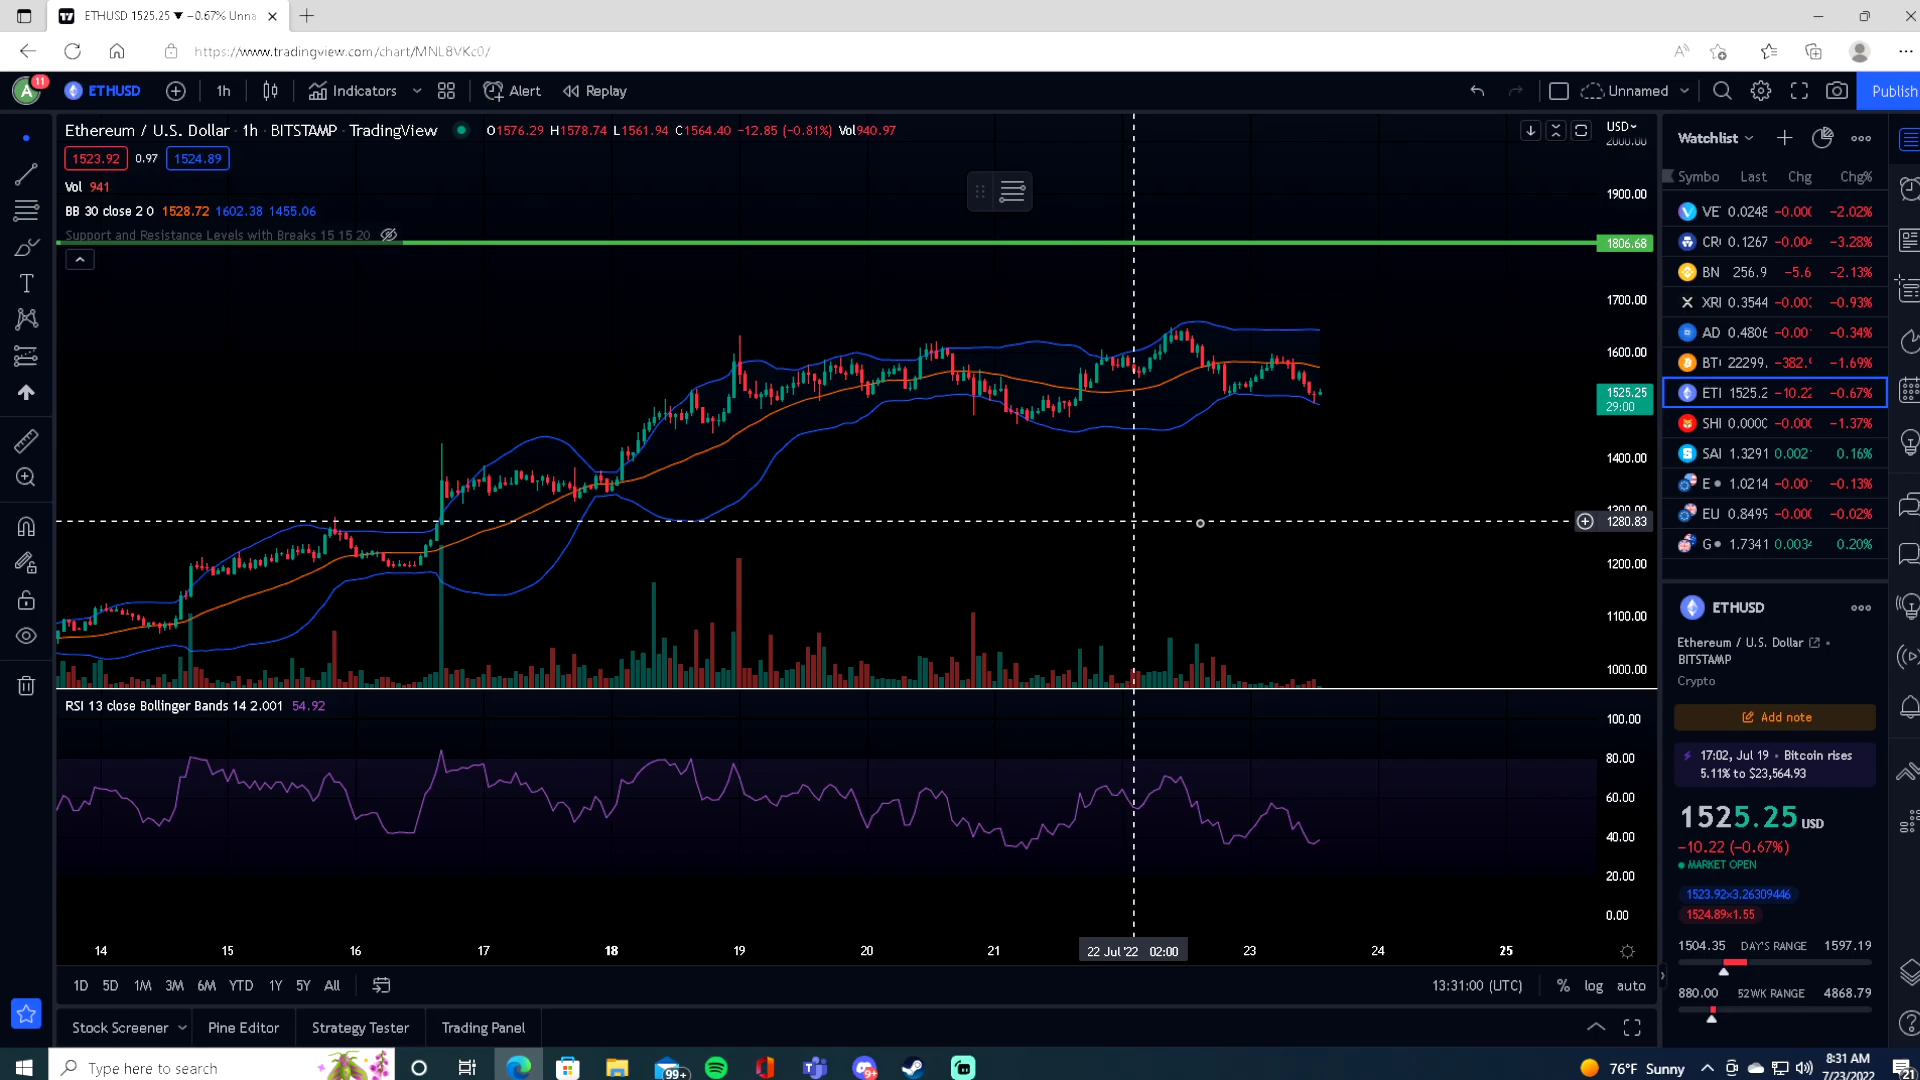 ETHUSD 1525.25 ▼ −0.67% Unna
https://www.tradingview.com/chart/MNL8VKc0/
A 11 ETHUSD 1h Indicators Alert Replay Unnamed Publish
Ethereum / U.S. Dollar · 1h · BITSTAMP · TradingView O1576.29 H1578.74 L1561.94 C1564.40 −12.85 (−0.81%) Vol940.97
1523.92 0.97 1524.89
Vol 941
BB 30 close 2 0 1528.72 1602.38 1455.06
Support and Resistance Levels with Breaks 15 15 20
USD
2000.00
1900.00
1806.68
1700.00
1600.00
1525.25
29:00
1400.00
1300.00
1280.83
1200.00
1100.00
1000.00
RSI 13 close Bollinger Bands 14 2.001 54.92
100.00
80.00
60.00
40.00
20.00
0.00
14 15 16 17 18 19 20 21 22 Jul '22 02:00 23 24 25
1D 5D 1M 3M 6M YTD 1Y 5Y All 13:31:00 (UTC) % log auto
Stock Screener Pine Editor Strategy Tester Trading Panel
Watchlist
Symbo Last Chg Chg%
VE 0.0248 −0.00 −2.02%
CR 0.1267 −0.00 −3.28%
BN 256.9 −5.6 −2.13%
XRI 0.3544 −0.00 −0.93%
AD 0.4806 −0.00 −0.34%
BT 22299. −382. −1.69%
ETI 1525.2 −10.22 −0.67%
SHI 0.0000 −0.00 −1.37%
SAI 1.3291 0.002 0.16%
E 1.0214 −0.00 −0.13%
EU 0.8499 −0.00 −0.02%
G 1.7341 0.0034 0.20%
ETHUSD
Ethereum / U.S. Dollar
BITSTAMP
Crypto
Add note
17:02, Jul 19 • Bitcoin rises
5.11% to $23,564.93
1525.25 USD
−10.22 (−0.67%)
MARKET OPEN
1523.92×3.26309446
1524.89×1.55
1504.35 DAY'S RANGE 1597.19
880.00 52WK RANGE 4868.79
Type here to search
99+
76°F Sunny
8:31 AM
7/23/2022
21